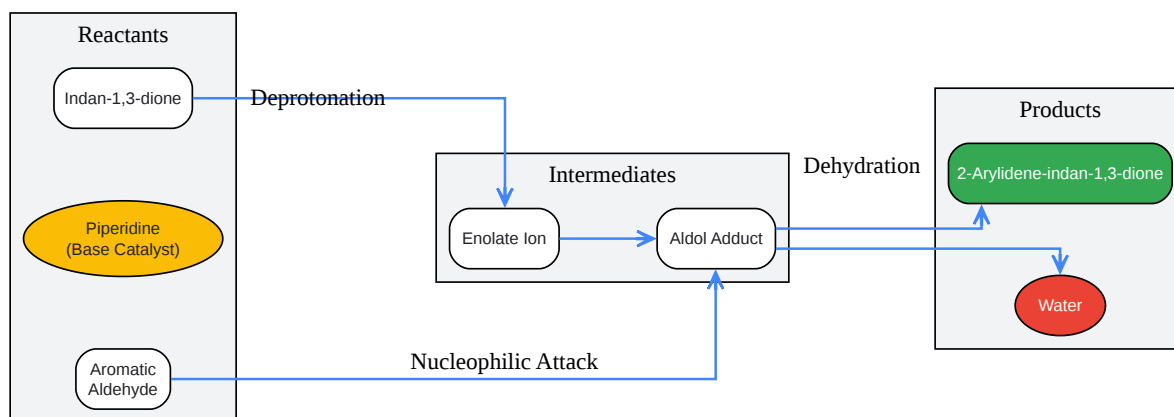 Reactants
Indan-1,3-dione
Deprotonation
Piperidine
(Base Catalyst)
Aromatic
Aldehyde
Nucleophilic Attack
Intermediates
Enolate Ion
Aldol Adduct
Dehydration
Products
2-Arylidene-indan-1,3-dione
Water